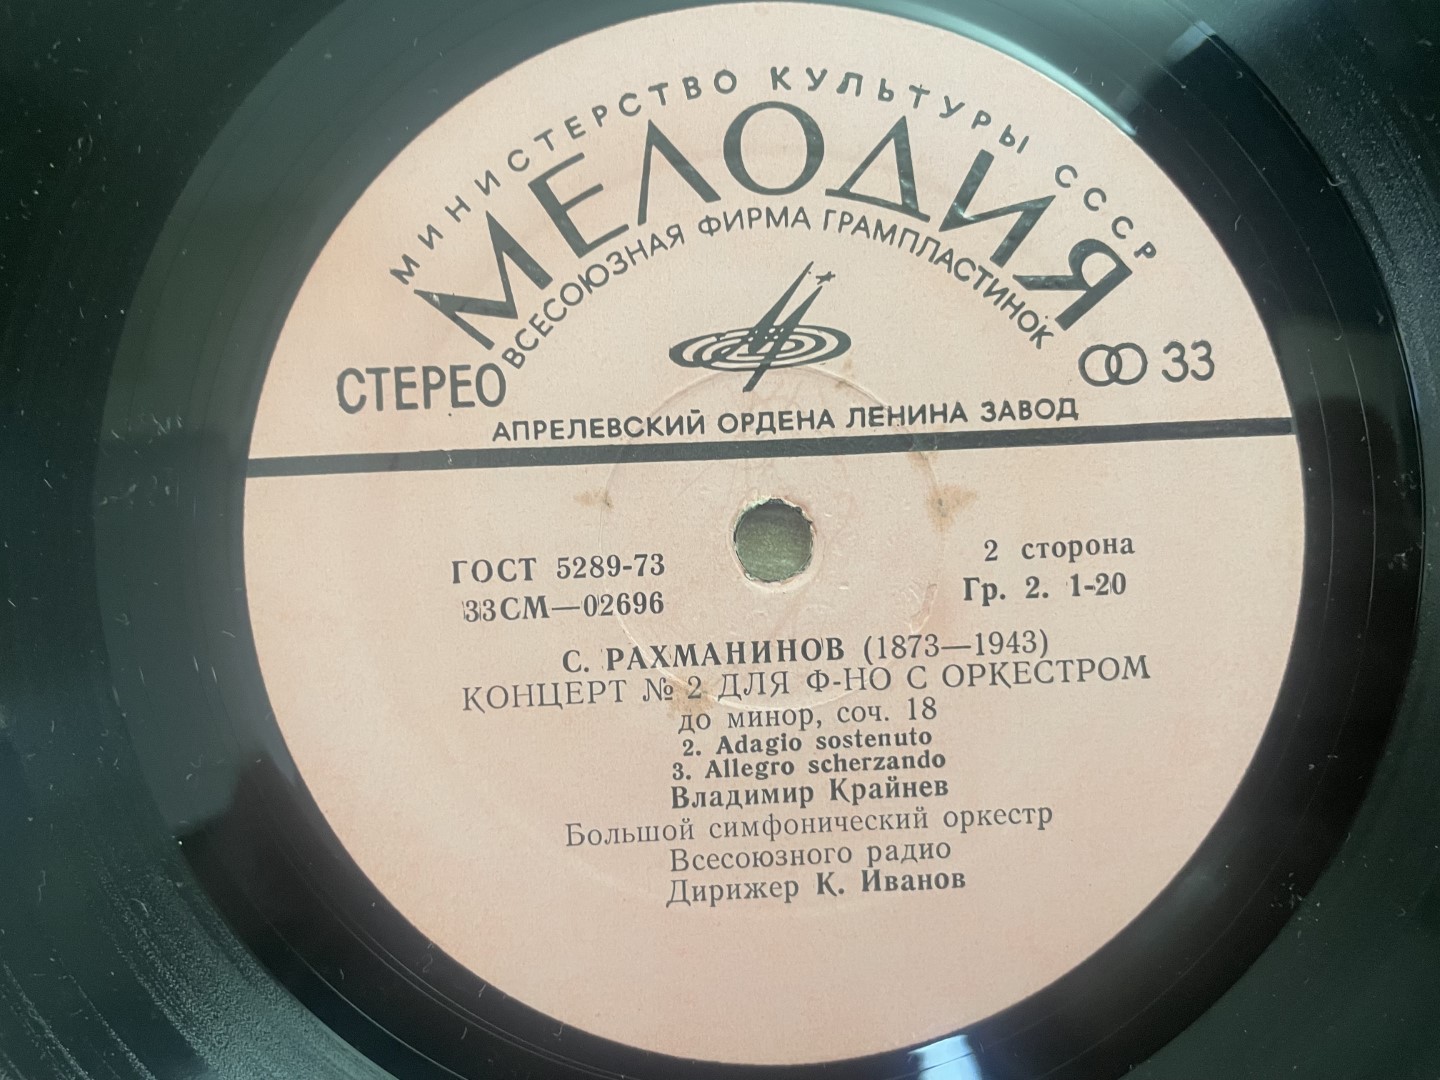 МИНИСТЕРСТВО КУЛЬТУРЫ СССР
МЕЛОДИЯ
ВСЕСОЮЗНАЯ ФИРМА ГРАМПЛАСТИНОК
СТЕРЕО
33
АПРЕЛЕВСКИЙ ОРДЕНА ЛЕНИНА ЗАВОД
ГОСТ 5289-73
2 сторона
33СМ—02696
Гр. 2. 1-20
С. РАХМАНИНОВ (1873—1943)
КОНЦЕРТ № 2 ДЛЯ Ф-НО С ОРКЕСТРОМ
до минор, соч. 18
2. Adagio sostenuto
3. Allegro scherzando
Владимир Крайнев
Большой симфонический оркестр
Всесоюзного радио
Дирижер К. Иванов